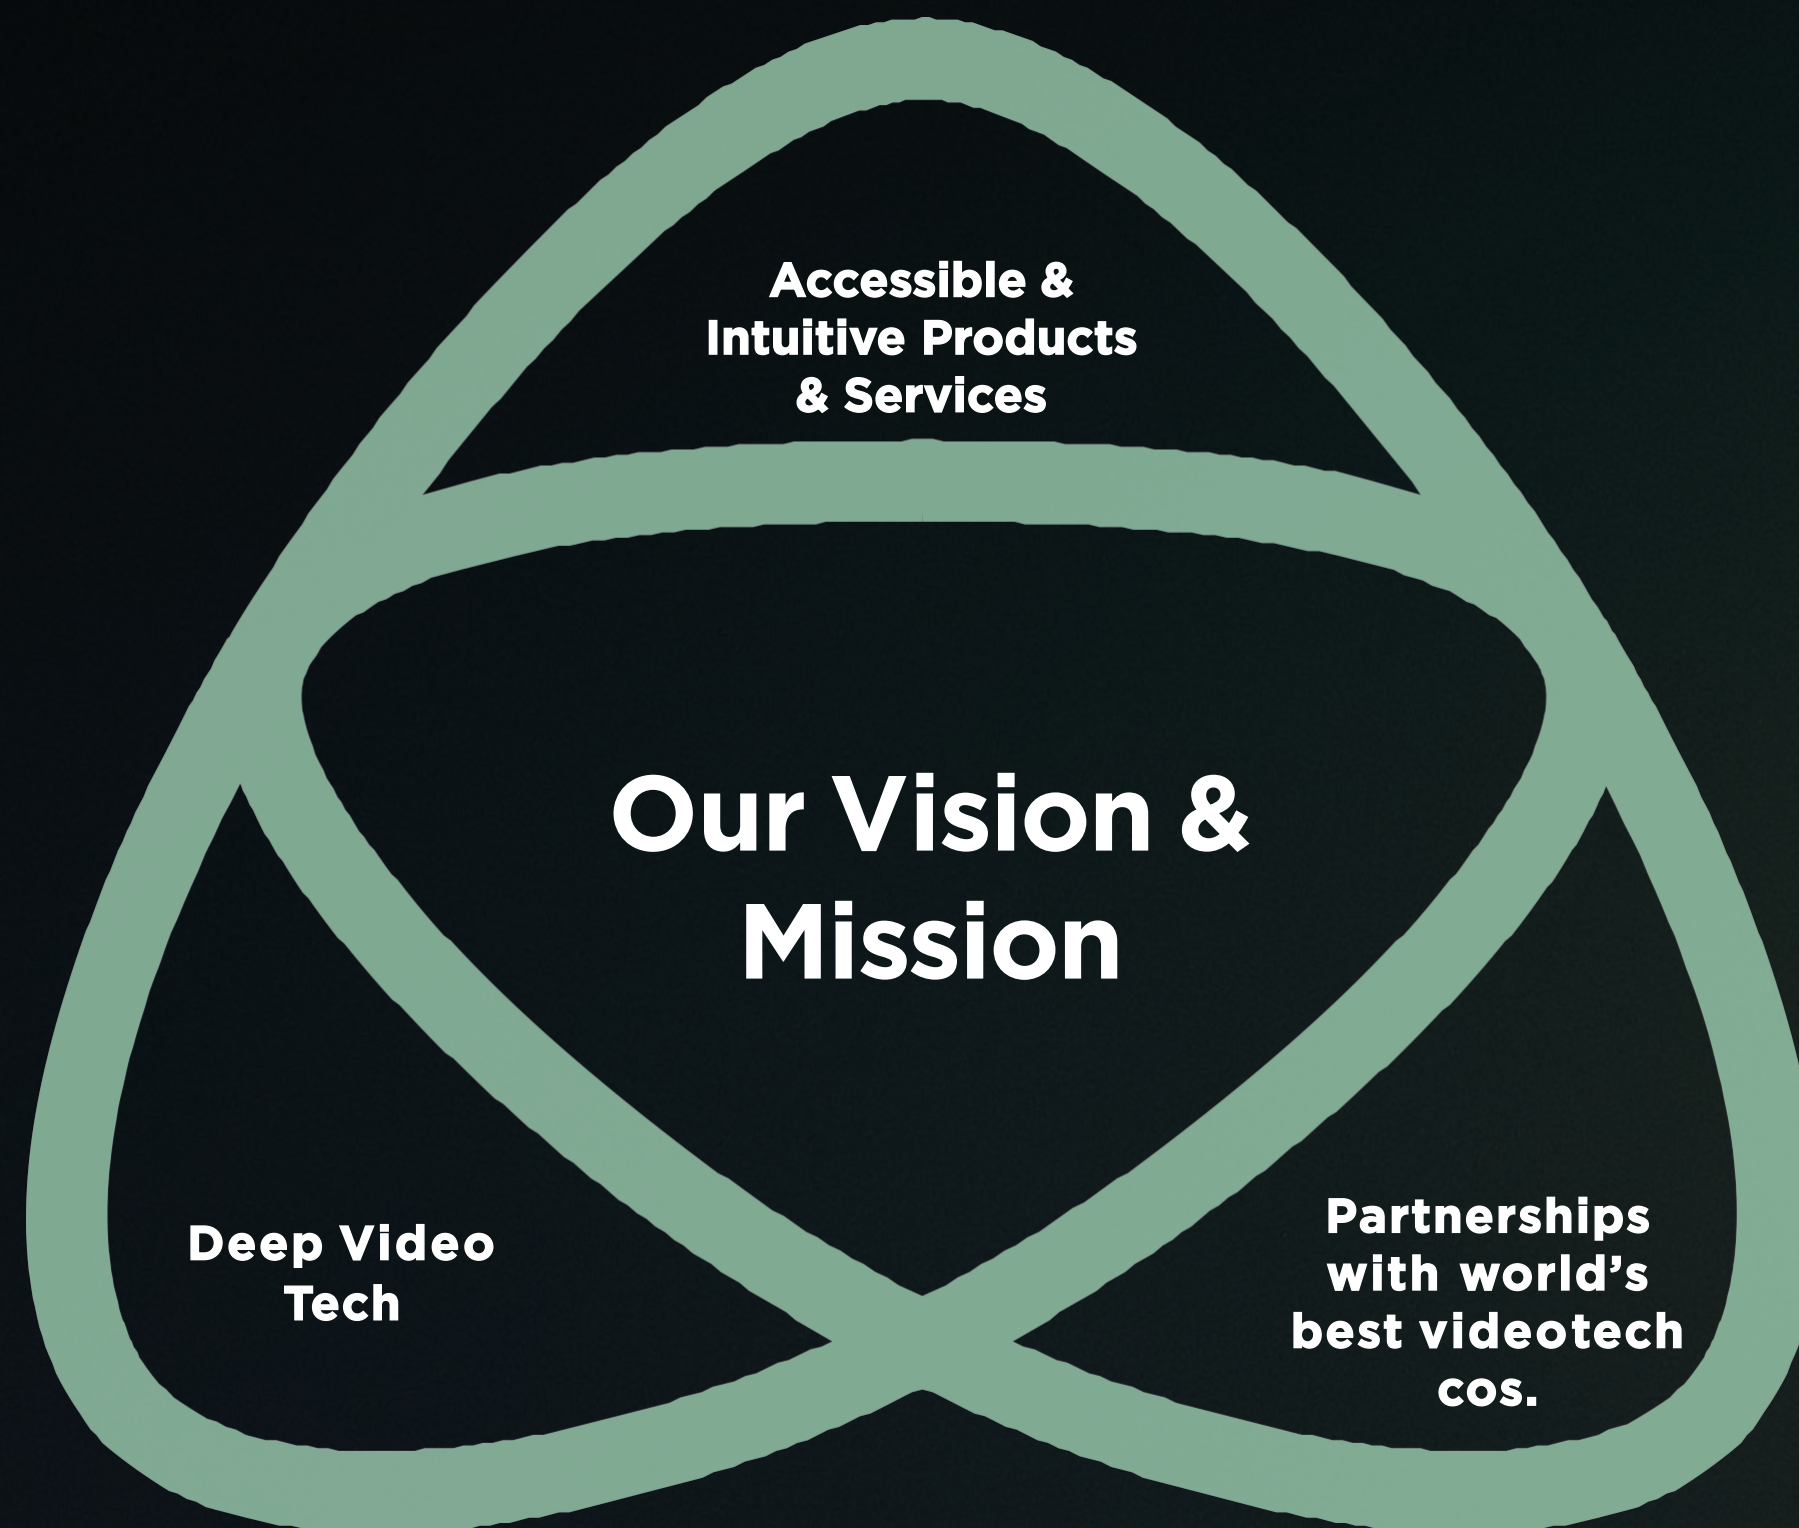 Accessible &
Intuitive Products
& Services
Our Vision &
Mission
Deep Video
Tech
Partnerships
with world’s
best videotech
cos.